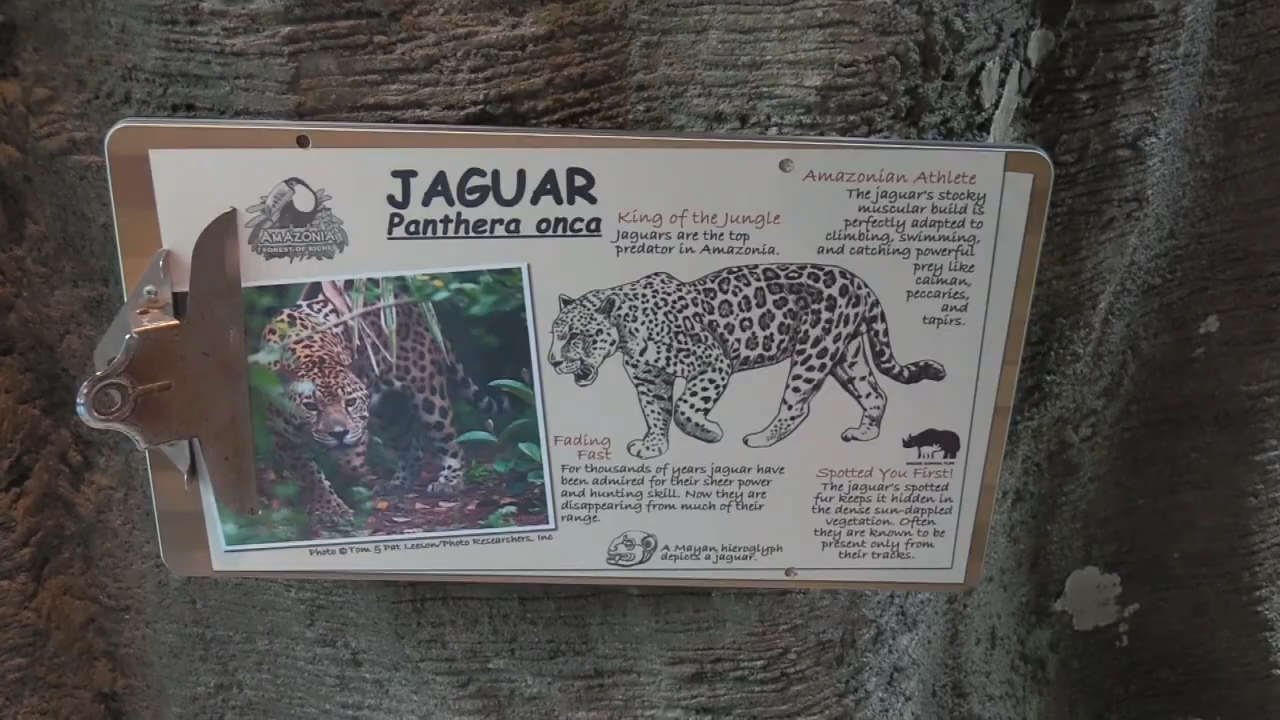 JAGUAR
Panthera onca
AMAZONIA
FOREST OF RICHES
King of the Jungle
Jaguars are the top
predator in Amazonia.
Amazonian Athlete
The jaguar's stocky
muscular build is
perfectly adapted to
climbing, swimming,
and catching powerful
prey like
caiman,
peccaries,
and
tapirs.
Fading
Fast
For thousands of years jaguar have
been admired for their sheer power
and hunting skill. Now they are
disappearing from much of their
range.
Spotted You First!
The jaguar's spotted
fur keeps it hidden in
the dense sun-dappled
vegetation. Often
they are known to be
present only from
their tracks.
A Mayan hieroglyph
depicts a jaguar.
Photo © Tom & Pat Leeson/Photo Researchers, Inc